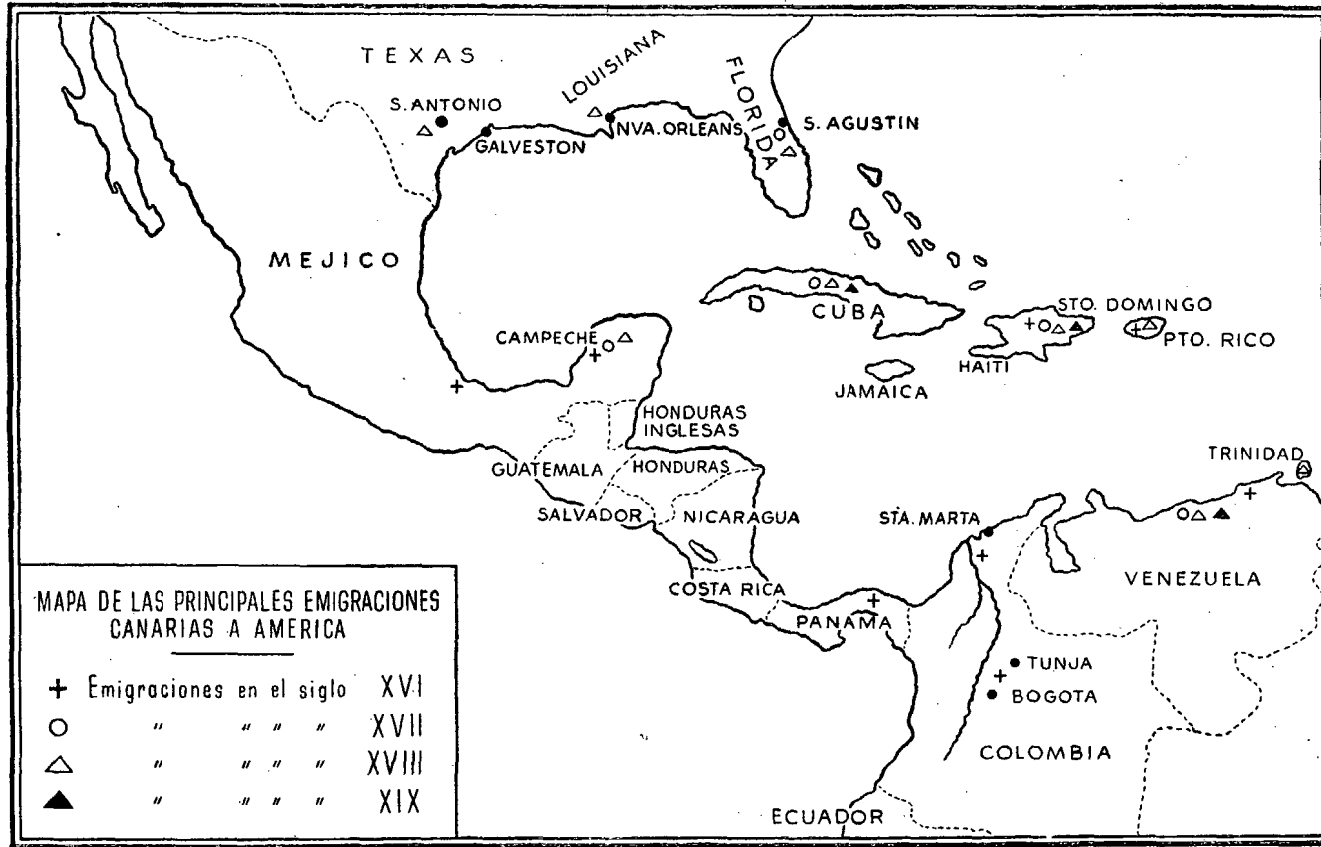 TEXAS
LOUISIANA
FLORIDA
S. ANTONIO
GALVESTON
NVA. ORLEANS
S. AGUSTIN
MEJICO
CAMPECHE
CUBA
STO. DOMINGO
PTO. RICO
HAITI
JAMAICA
HONDURAS
INGLESAS
GUATEMALA
HONDURAS
TRINIDAD
SALVADOR
NICARAGUA
STA. MARTA
COSTA RICA
VENEZUELA
PANAMA
TUNJA
BOGOTA
COLOMBIA
ECUADOR
MAPA DE LAS PRINCIPALES EMIGRACIONES
CANARIAS A AMERICA
+ Emigraciones en el siglo XVI
○ " " " " XVII
△ " " " " XVIII
▲ " " " " XIX